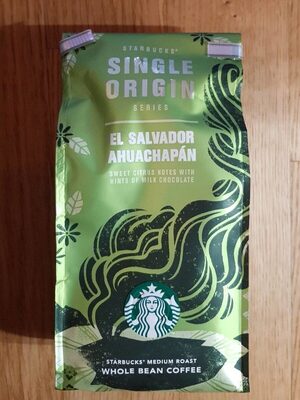 STARBUCKS®
SINGLE
ORIGIN
SERIES
EL SALVADOR
AHUACHAPÁN
SWEET CITRUS NOTES WITH
HINTS OF MILK CHOCOLATE
STARBUCKS® MEDIUM ROAST
WHOLE BEAN COFFEE